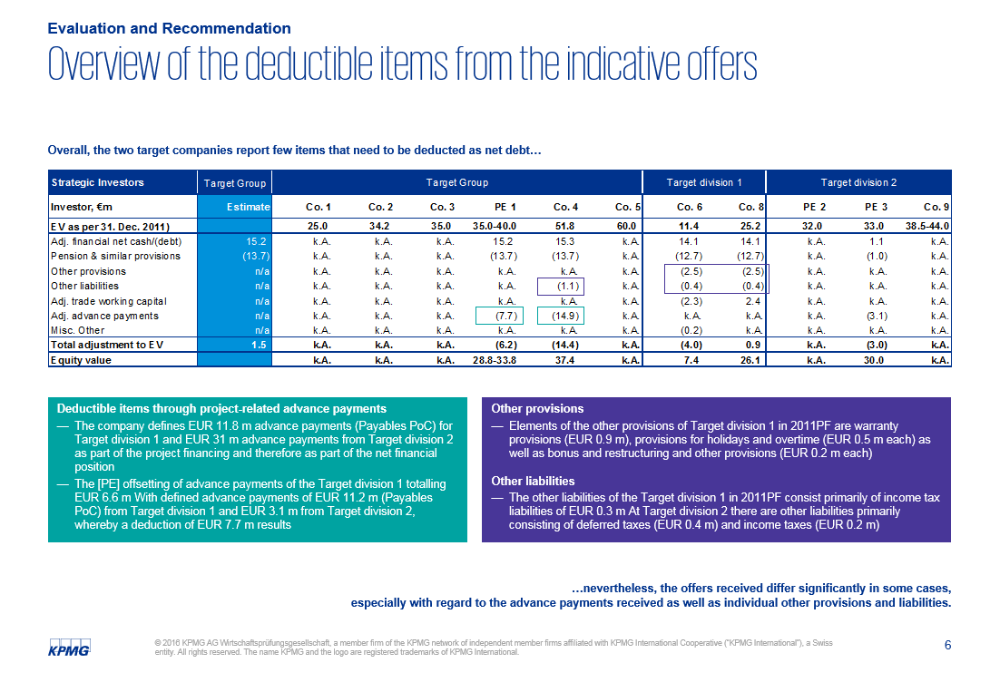 Evaluation and Recommendation
Overview of the deductible items from the indicative offers
Overall, the two target companies report few items that need to be deducted as net debt…
Strategic Investors Target Group Target Group Target division 1 Target division 2
Investor, €m Estimate Co. 1 Co. 2 Co. 3 PE 1 Co. 4 Co. 5 Co. 6 Co. 8 PE 2 PE 3 Co. 9
EV as per 31. Dec. 2011) 25.0 34.2 35.0 35.0-40.0 51.8 60.0 11.4 25.2 32.0 33.0 38.5-44.0
Adj. financial net cash/(debt) 15.2 k.A. k.A. k.A. 15.2 15.3 k.A. 14.1 14.1 k.A. 1.1 k.A.
Pension & similar provisions (13.7) k.A. k.A. k.A. (13.7) (13.7) k.A. (12.7) (12.7) k.A. (1.0) k.A.
Other provisions n/a k.A. k.A. k.A. k.A. k.A. k.A. (2.5) (2.5) k.A. k.A. k.A.
Other liabilities n/a k.A. k.A. k.A. k.A. (1.1) k.A. (0.4) (0.4) k.A. k.A. k.A.
Adj. trade working capital n/a k.A. k.A. k.A. k.A. k.A. k.A. (2.3) 2.4 k.A. k.A. k.A.
Adj. advance payments n/a k.A. k.A. k.A. (7.7) (14.9) k.A. k.A. k.A. k.A. (3.1) k.A.
Misc. Other n/a k.A. k.A. k.A. k.A. k.A. k.A. (0.2) k.A. k.A. k.A. k.A.
Total adjustment to EV 1.5 k.A. k.A. k.A. (6.2) (14.4) k.A. (4.0) 0.9 k.A. (3.0) k.A.
Equity value k.A. k.A. k.A. 28.8-33.8 37.4 k.A. 7.4 26.1 k.A. 30.0 k.A.
Deductible items through project-related advance payments
— The company defines EUR 11.8 m advance payments (Payables PoC) for
Target division 1 and EUR 31 m advance payments from Target division 2
as part of the project financing and therefore as part of the net financial
position
— The [PE] offsetting of advance payments of the Target division 1 totalling
EUR 6.6 m With defined advance payments of EUR 11.2 m (Payables
PoC) from Target division 1 and EUR 3.1 m from Target division 2,
whereby a deduction of EUR 7.7 m results
Other provisions
— Elements of the other provisions of Target division 1 in 2011PF are warranty
provisions (EUR 0.9 m), provisions for holidays and overtime (EUR 0.5 m each) as
well as bonus and restructuring and other provisions (EUR 0.2 m each)
Other liabilities
— The other liabilities of the Target division 1 in 2011PF consist primarily of income tax
liabilities of EUR 0.3 m At Target division 2 there are other liabilities primarily
consisting of deferred taxes (EUR 0.4 m) and income taxes (EUR 0.2 m)
…nevertheless, the offers received differ significantly in some cases,
especially with regard to the advance payments received as well as individual other provisions and liabilities.
KPMG
© 2016 KPMG AG Wirtschaftsprüfungsgesellschaft, a member firm of the KPMG network of independent member firms affiliated with KPMG International Cooperative ("KPMG International"), a Swiss
entity. All rights reserved. The name KPMG and the logo are registered trademarks of KPMG International.
6